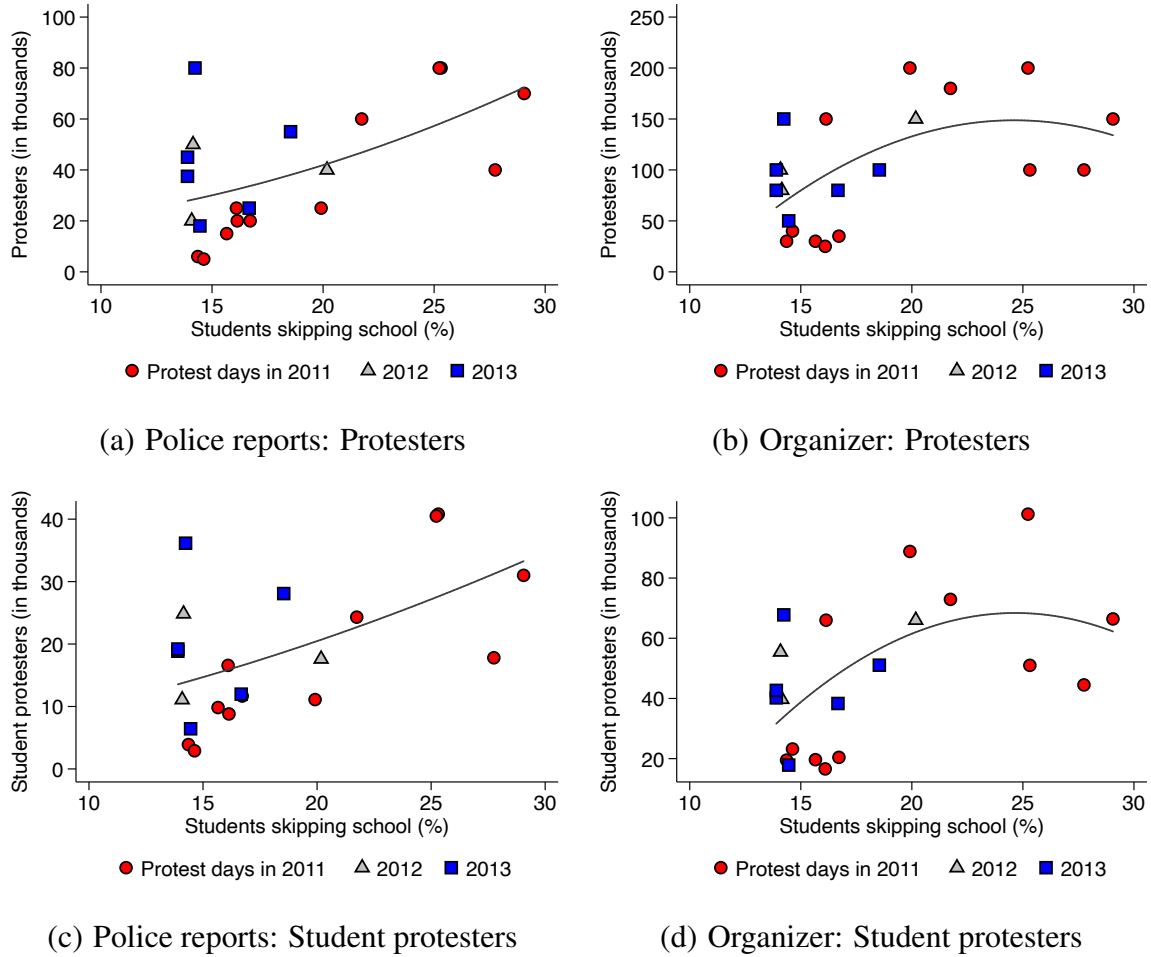 Protesters (in thousands)
100
80
60
40
20
0
10 15 20 25 30
Students skipping school (%)
Protest days in 2011 2012 2013
(a) Police reports: Protesters
Protesters (in thousands)
250
200
150
100
50
0
10 15 20 25 30
Students skipping school (%)
Protest days in 2011 2012 2013
(b) Organizer: Protesters
Student protesters (in thousands)
40
30
20
10
0
10 15 20 25 30
Students skipping school (%)
Protest days in 2011 2012 2013
(c) Police reports: Student protesters
Student protesters (in thousands)
100
80
60
40
20
10 15 20 25 30
Students skipping school (%)
Protest days in 2011 2012 2013
(d) Organizer: Student protesters